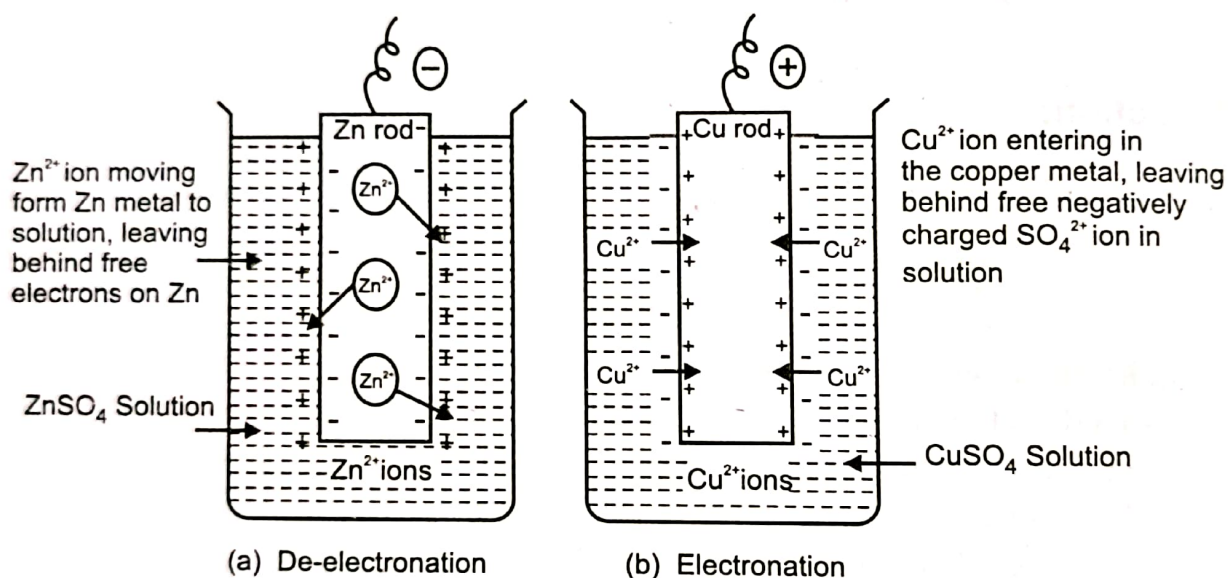 −
+
Zn rod
Cu rod
Zn²⁺ ion moving
form Zn metal to
solution, leaving
behind free
electrons on Zn
Zn²⁺
Zn²⁺
Zn²⁺
ZnSO₄ Solution
Zn²⁺ions
Cu²⁺ ion entering in
the copper metal, leaving
behind free negatively
charged SO₄²⁺ ion in
solution
Cu²⁺
Cu²⁺
Cu²⁺
Cu²⁺
Cu²⁺ions
CuSO₄ Solution
(a) De-electronation
(b) Electronation